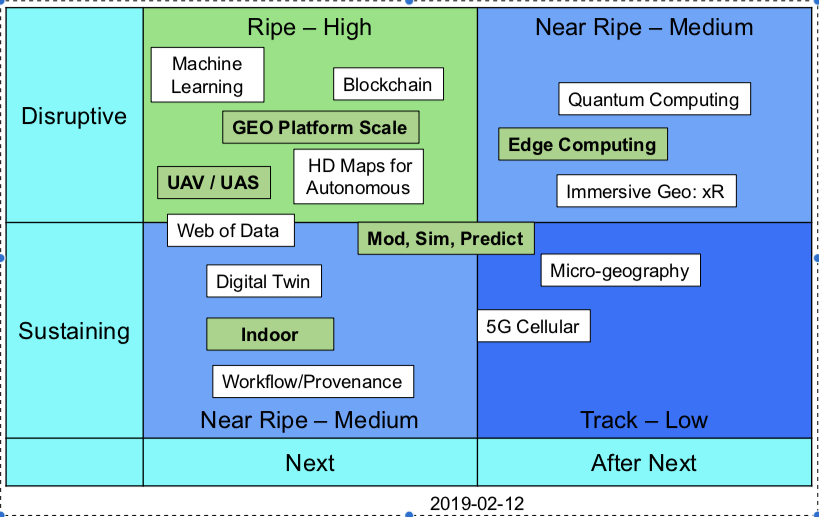 Ripe – High
Near Ripe – Medium
Disruptive
Machine
Learning
Blockchain
GEO Platform Scale
HD Maps for
Autonomous
UAV / UAS
Quantum Computing
Edge Computing
Immersive Geo: xR
Web of Data
Mod, Sim, Predict
Sustaining
Digital Twin
Indoor
Workflow/Provenance
Near Ripe – Medium
Micro-geography
5G Cellular
Track – Low
Next
After Next
2019-02-12